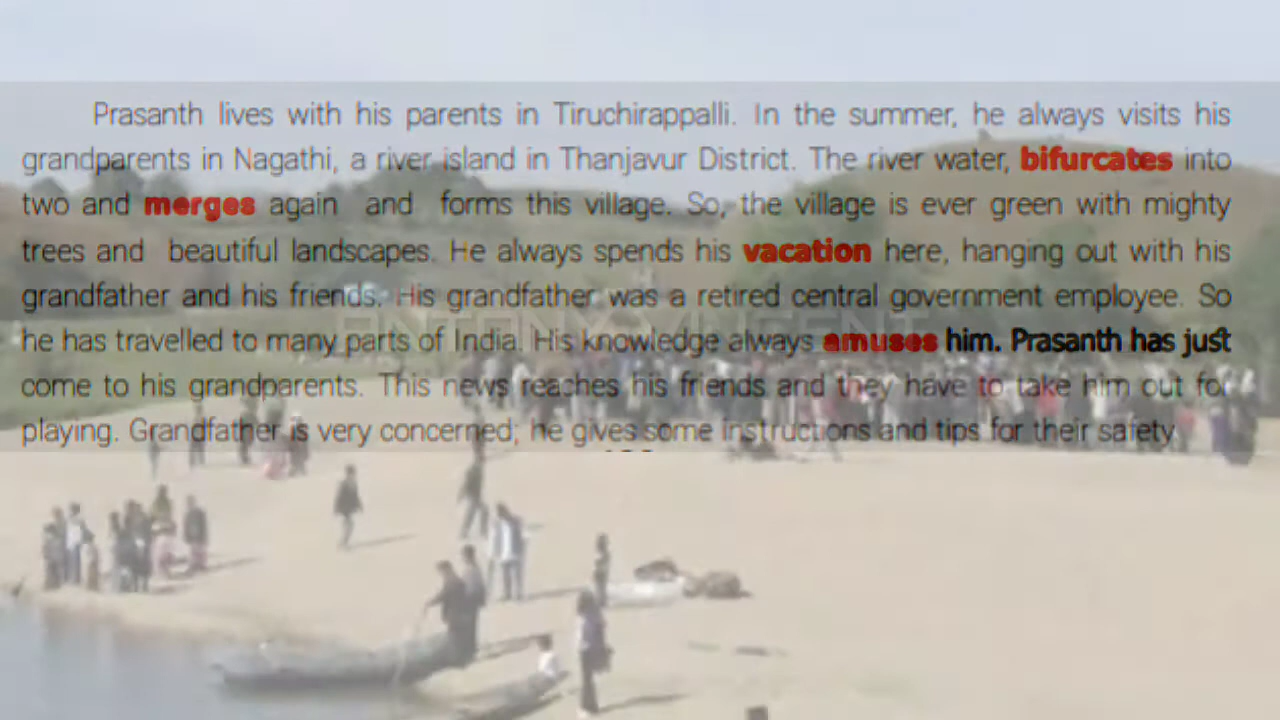 Prasanth lives with his parents in Tiruchirappalli. In the summer, he always visits his
grandparents in Nagathi, a river island in Thanjavur District. The river water, bifurcates into
two and merges again and forms this village. So, the village is ever green with mighty
trees and beautiful landscapes. He always spends his vacation here, hanging out with his
grandfather and his friends. His grandfather was a retired central government employee. So
he has travelled to many parts of India. His knowledge always amuses him. Prasanth has just
come to his grandparents. This news reaches his friends and they have to take him out for
playing. Grandfather is very concerned; he gives some instructions and tips for their safety